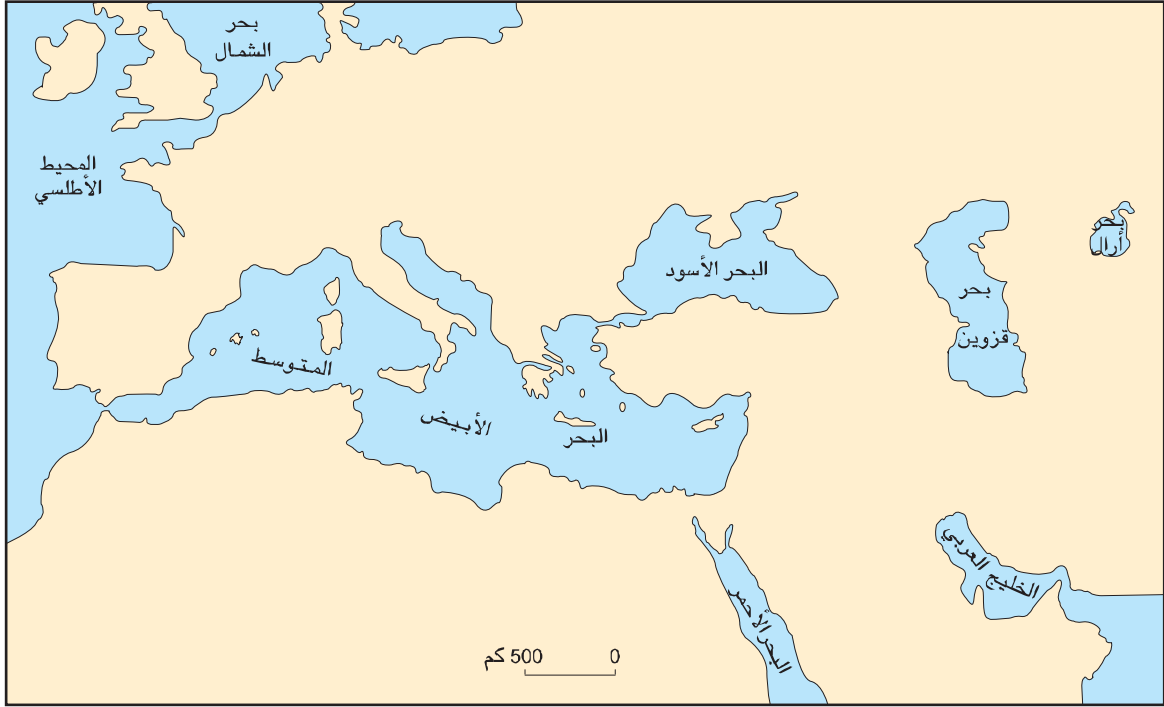 بحر
الشمال
المحيط
الأطلسي
البحر الأسود
بحر
قزوين
بحر
أرال
البحر
الأبيض
المتوسط
الخليج العربي
البحر الأحمر
0 500 كم